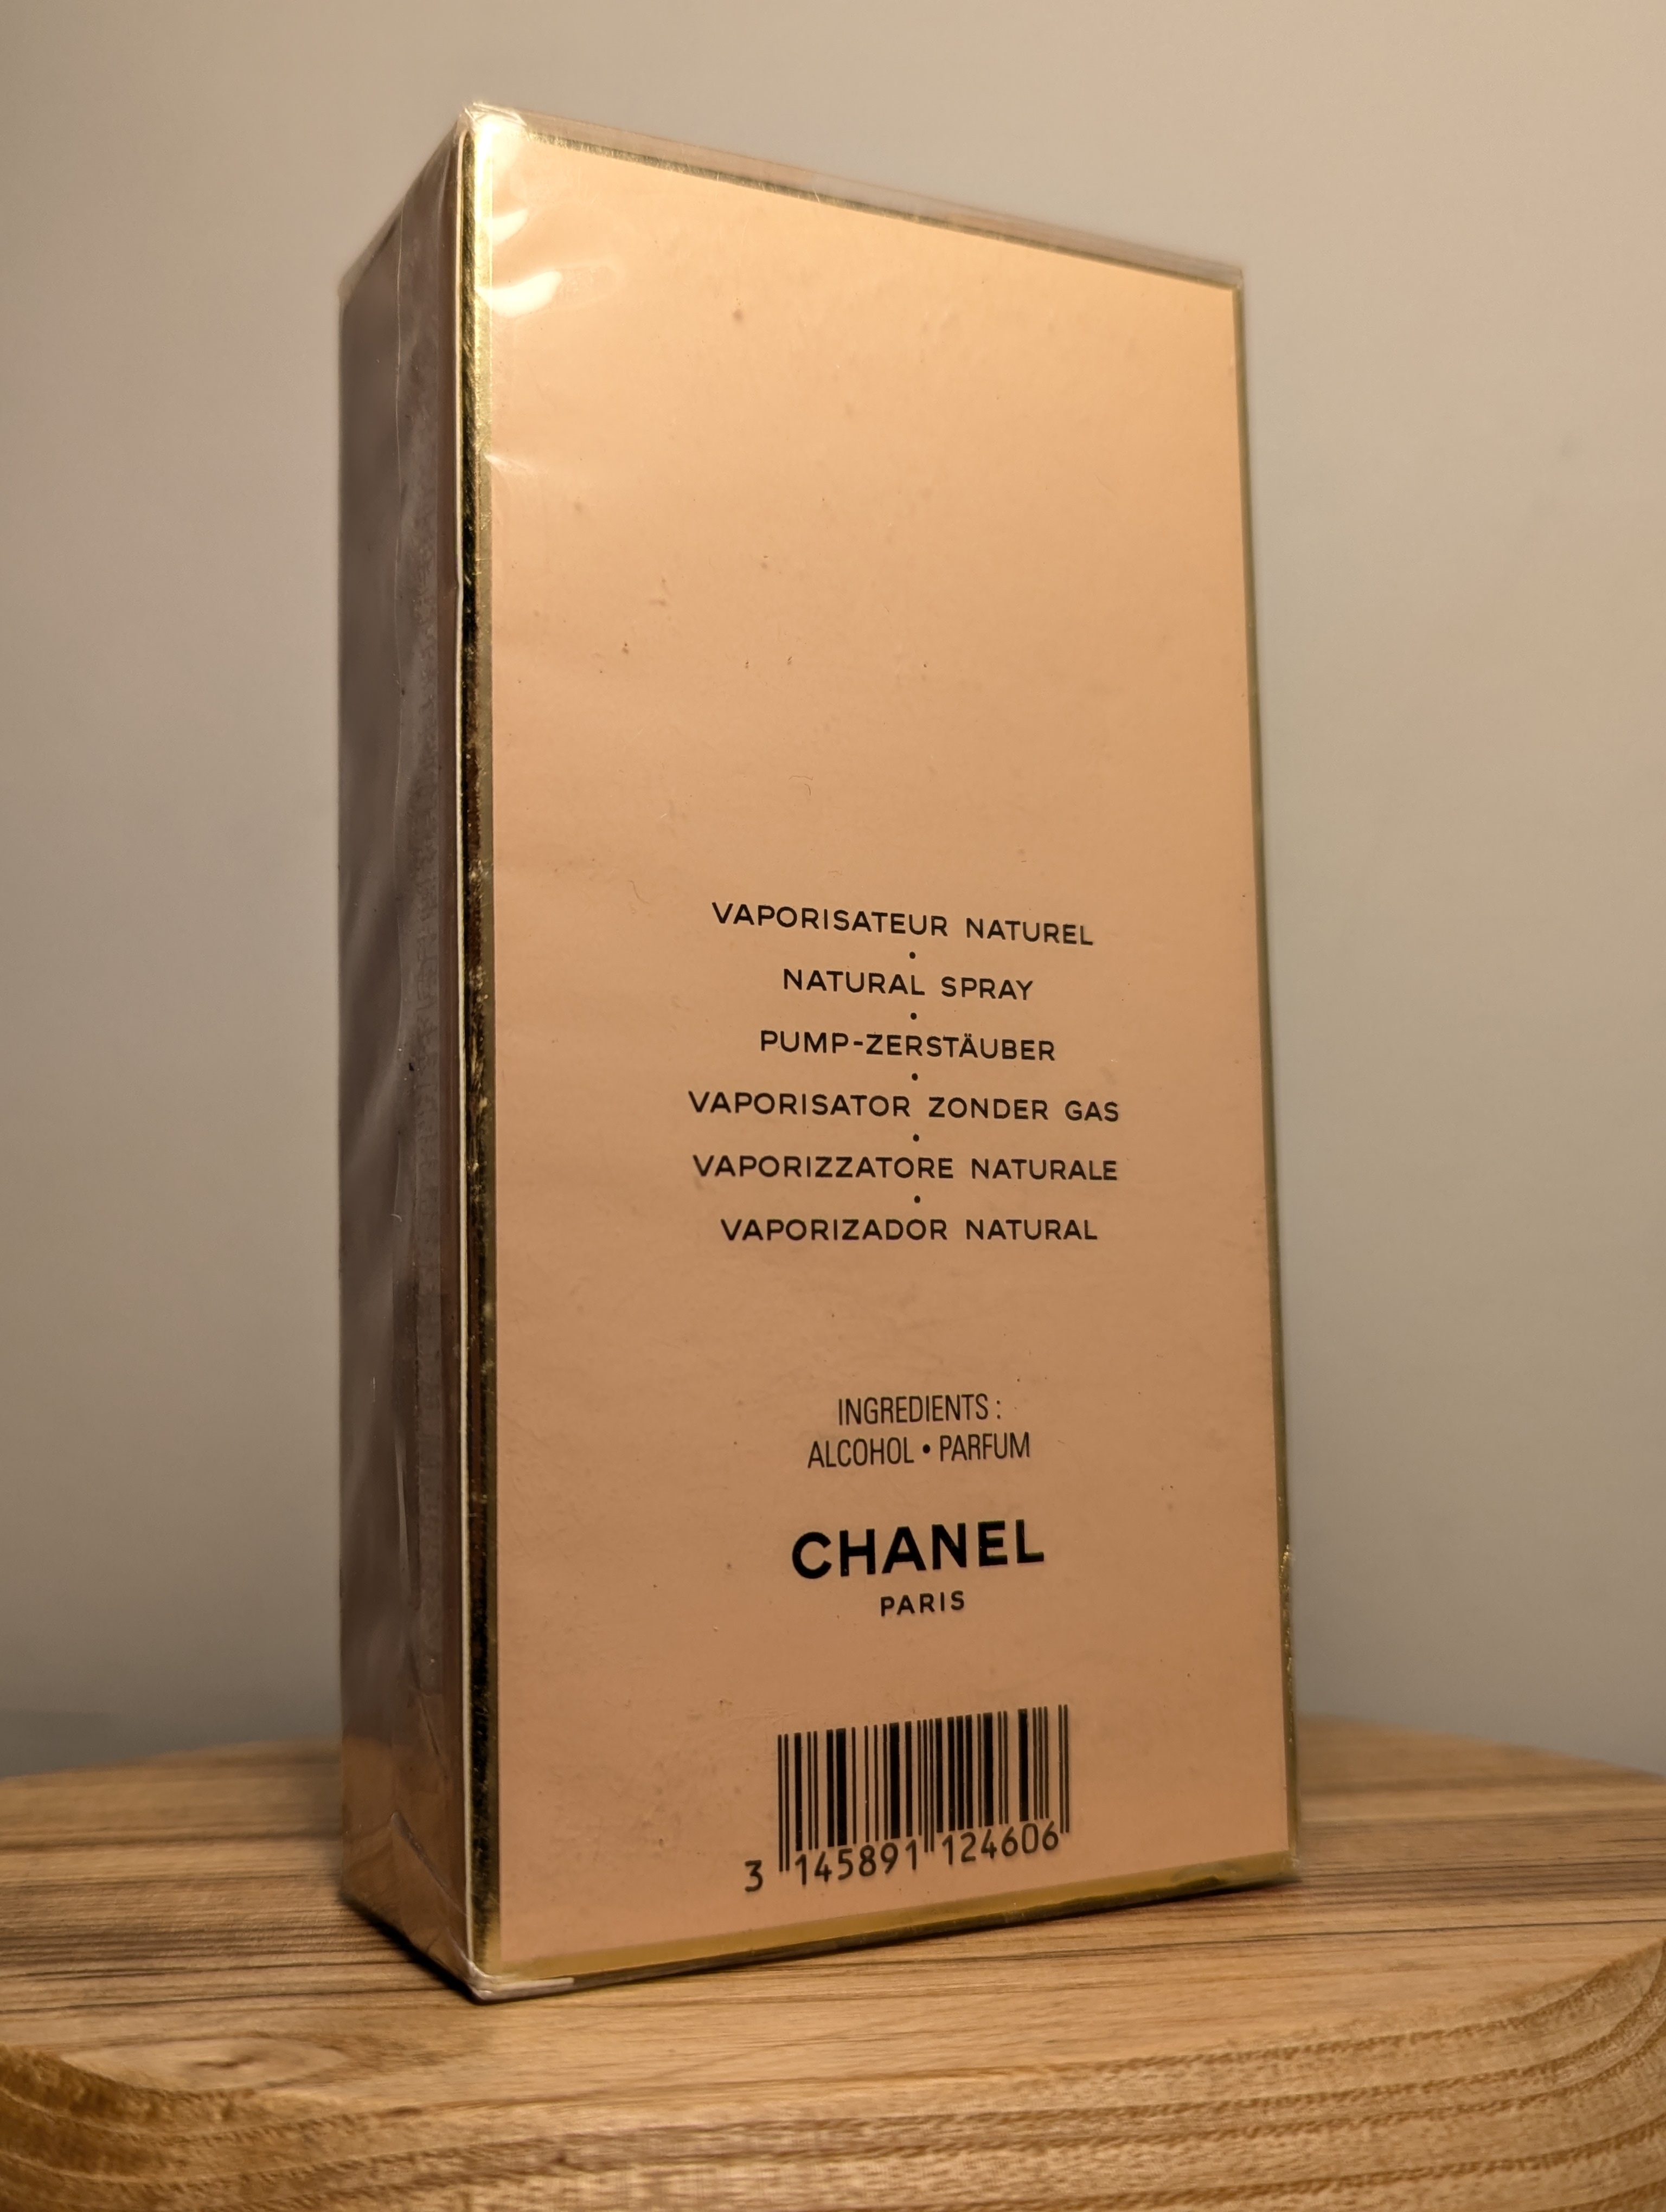 VAPORISATEUR NATUREL
•
NATURAL SPRAY
•
PUMP-ZERSTÄUBER
•
VAPORISATOR ZONDER GAS
•
VAPORIZZATORE NATURALE
•
VAPORIZADOR NATURAL
INGREDIENTS :
ALCOHOL • PARFUM
CHANEL
PARIS
3 145891 124606